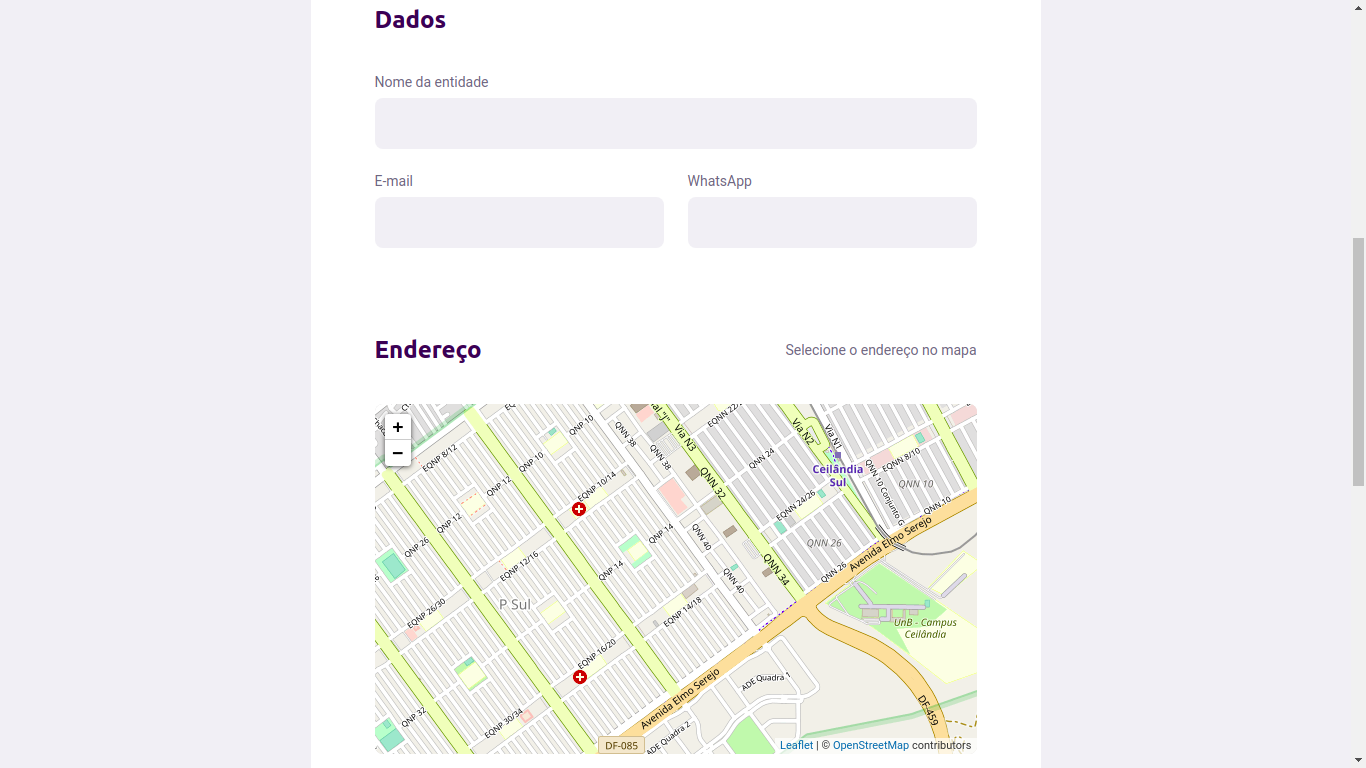 Dados
Nome da entidade
E-mail
WhatsApp
Endereço
Selecione o endereço no mapa
+
−
EQNP 8/12
QNP 10
QNP 10
QNN 38
QNN 38
Via N3
EQNN 22/
Via N2
Via N1
Ceilândia
Sul
QNN 24
QNN 32
EQNN 8/10
QNN 10
QNN 10 Conjunto G
QNN 10
QNP 12
QNP 12
EQNP 10/14
EQNN 24/26
QNP 26
QNP 14
QNN 40
QNN 26
Avenida Elmo Serejo
EQNP 12/16
QNP 14
QNN 40
QNN 34
QNN 26
P Sul
EQNP 26/30
EQNP 14/18
UnB - Campus
Ceilândia
EQNP 16/20
ADE Quadra 1
Avenida Elmo Serejo
QNP 32
EQNP 30/34
ADE Quadra 2
DF-459
DF-085
Leaflet | © OpenStreetMap contributors